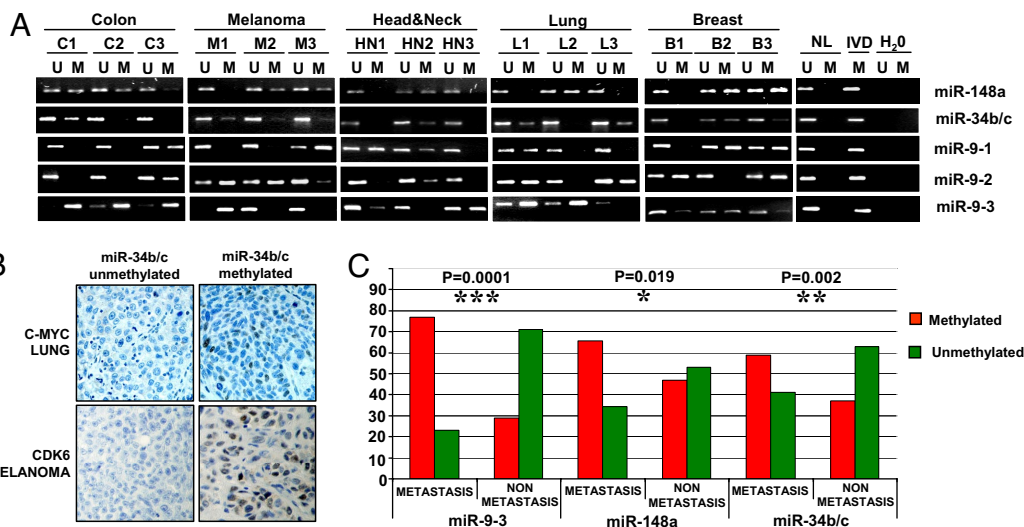 A
Colon Melanoma Head&Neck Lung Breast
C1 C2 C3 M1 M2 M3 HN1 HN2 HN3 L1 L2 L3 B1 B2 B3 NL IVD H20
U M U M U M U M U M U M U M U M U M U M U M U M U M U M U M U M U M U M
miR-148a
miR-34b/c
miR-9-1
miR-9-2
miR-9-3
B
miR-34b/c
unmethylated
miR-34b/c
methylated
C-MYC
LUNG
CDK6
ELANOMA
C
P=0.0001 P=0.019 P=0.002
*** * **
90
80
70
60
50
40
30
20
10
0
Methylated
Unmethylated
METASTASIS NON METASTASIS METASTASIS NON METASTASIS METASTASIS NON METASTASIS
miR-9-3 miR-148a miR-34b/c